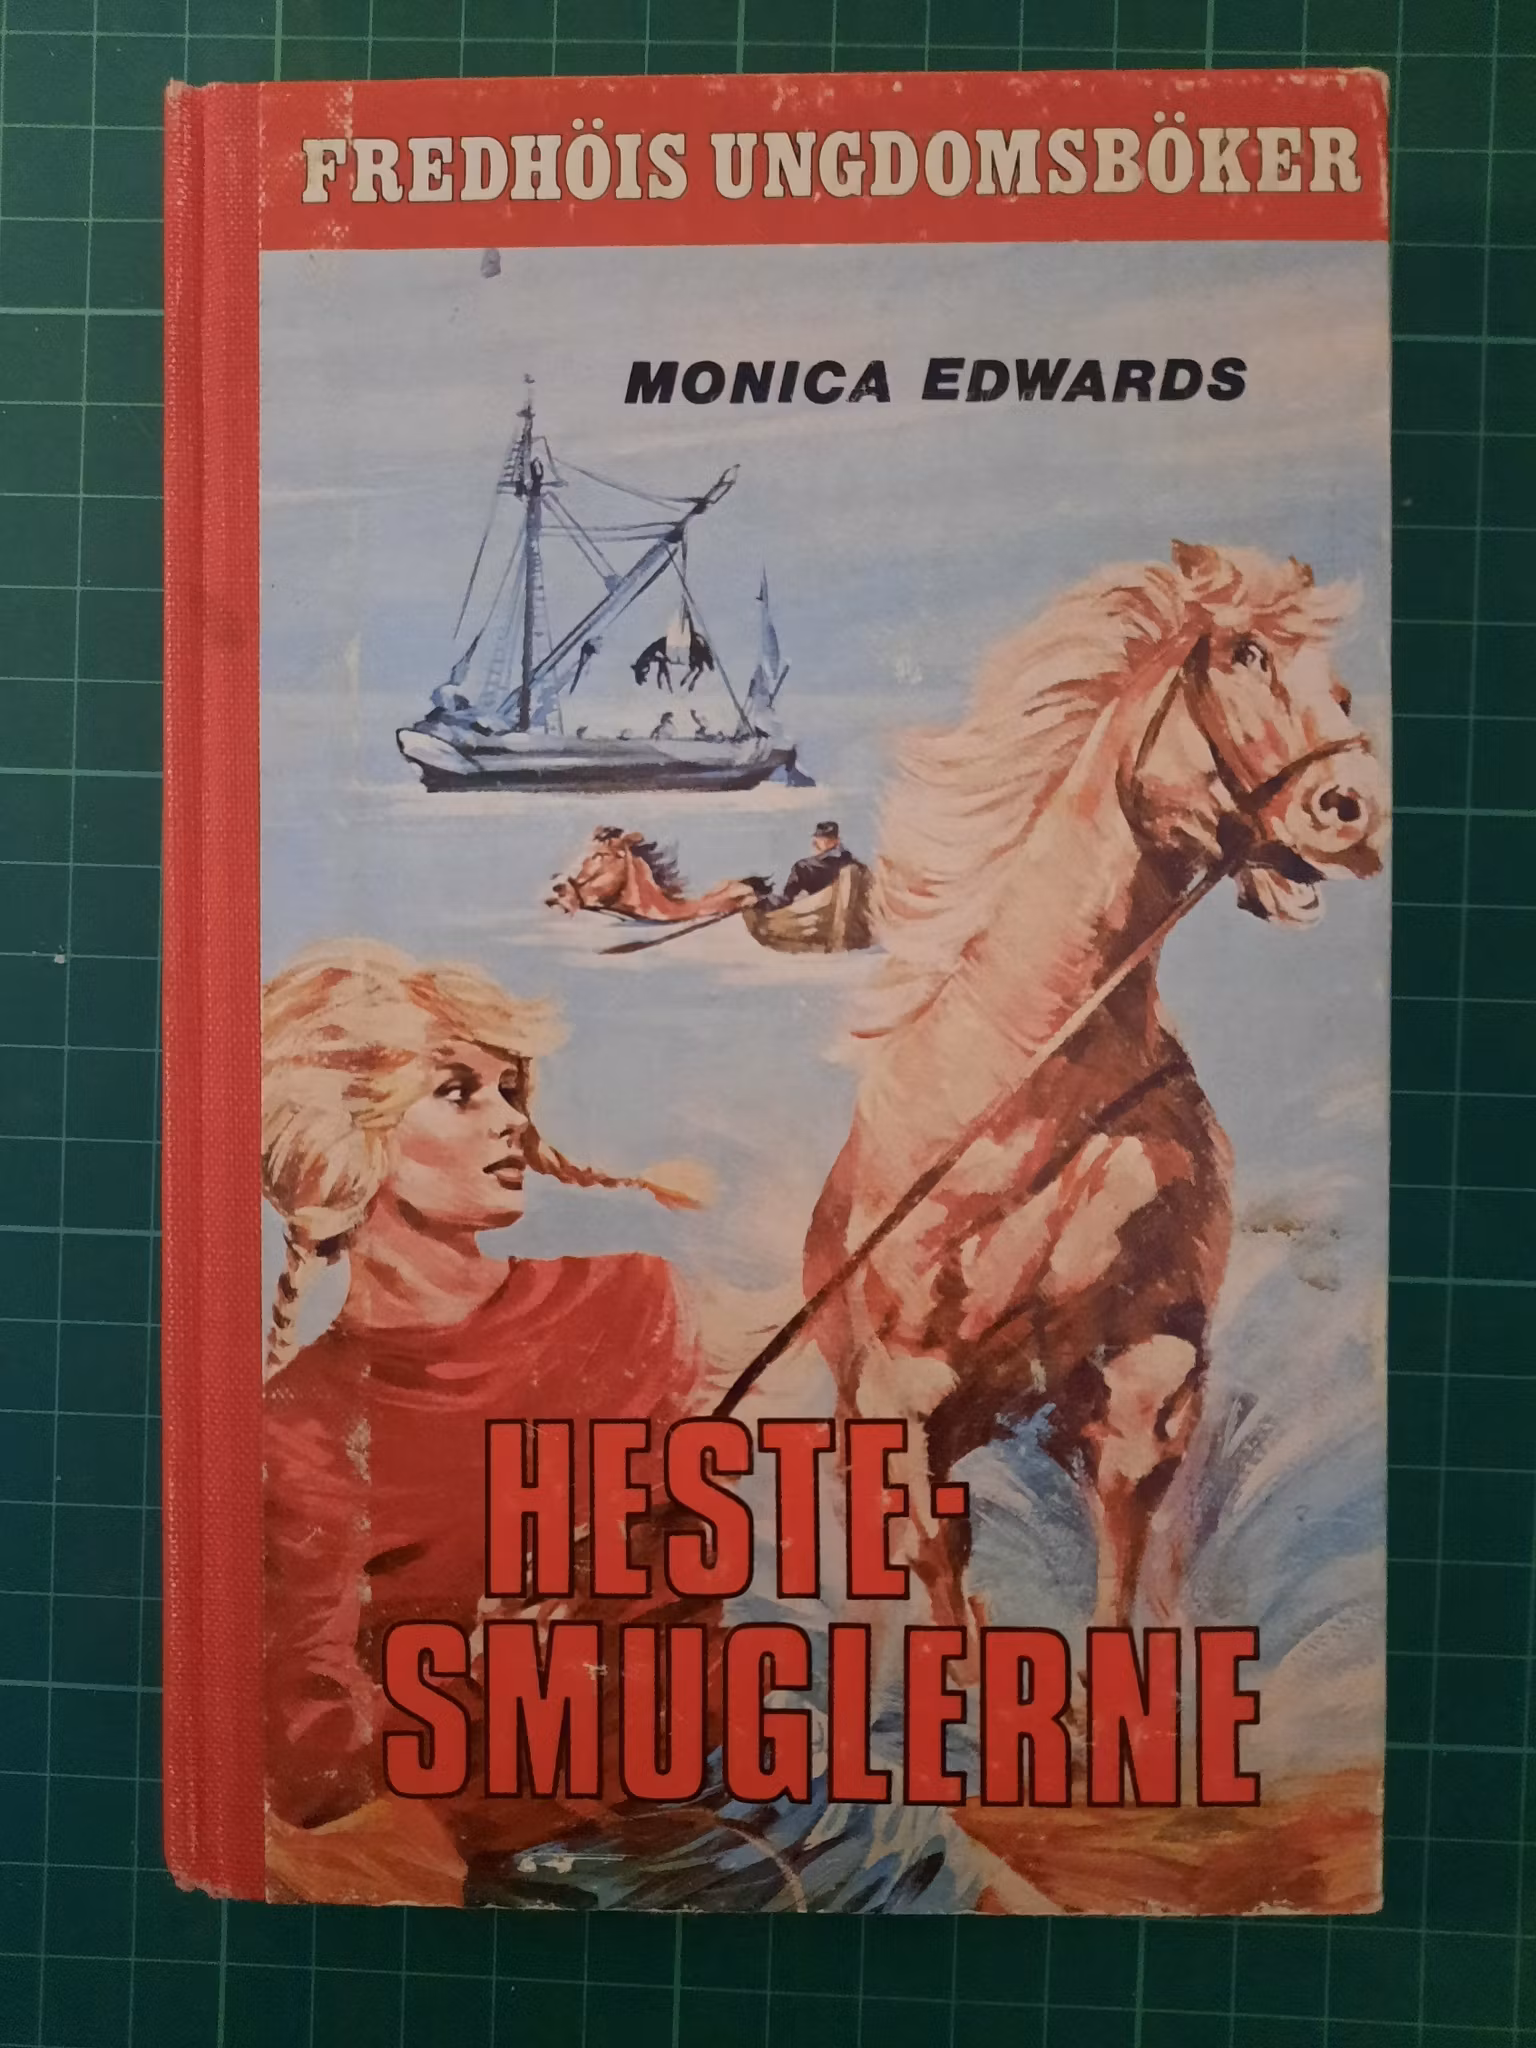 FREDHÖIS UNGDOMSBÖKER
MONICA EDWARDS
HESTE-
SMUGLERNE